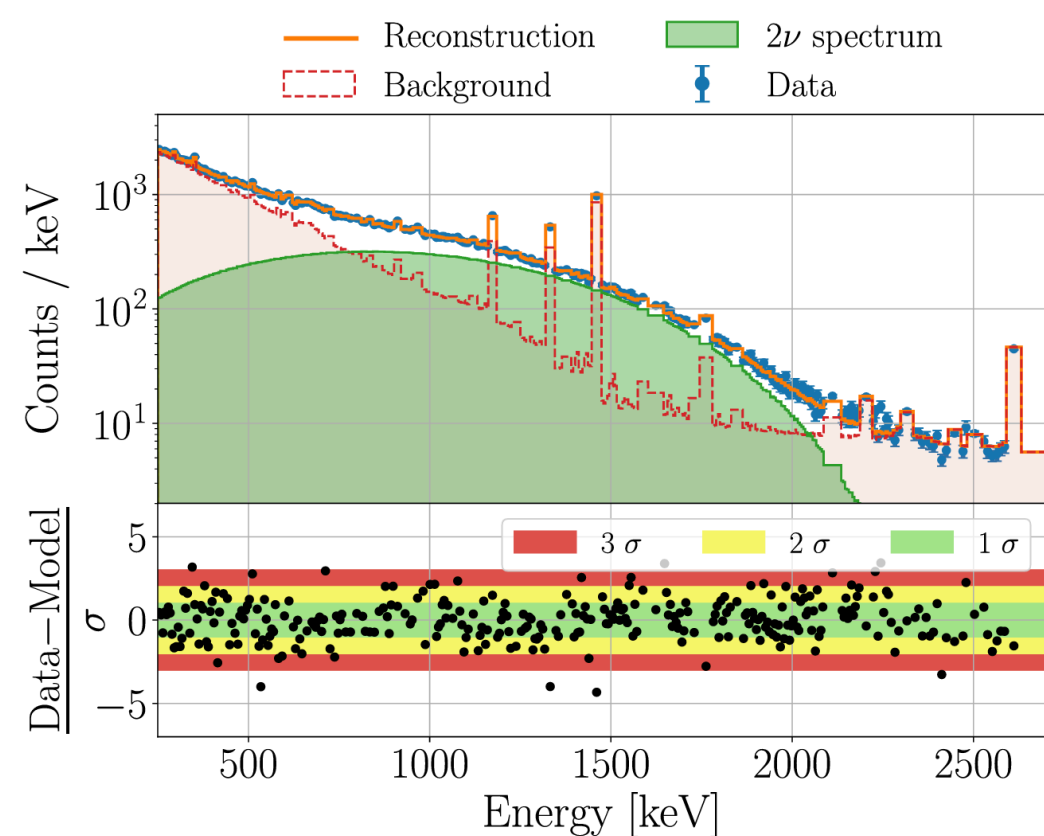 Reconstruction
2ν spectrum
Background
Data
Counts / keV
10³
10²
10¹
Data−Model
σ
5
0
−5
3 σ
2 σ
1 σ
500
1000
1500
2000
2500
Energy [keV]